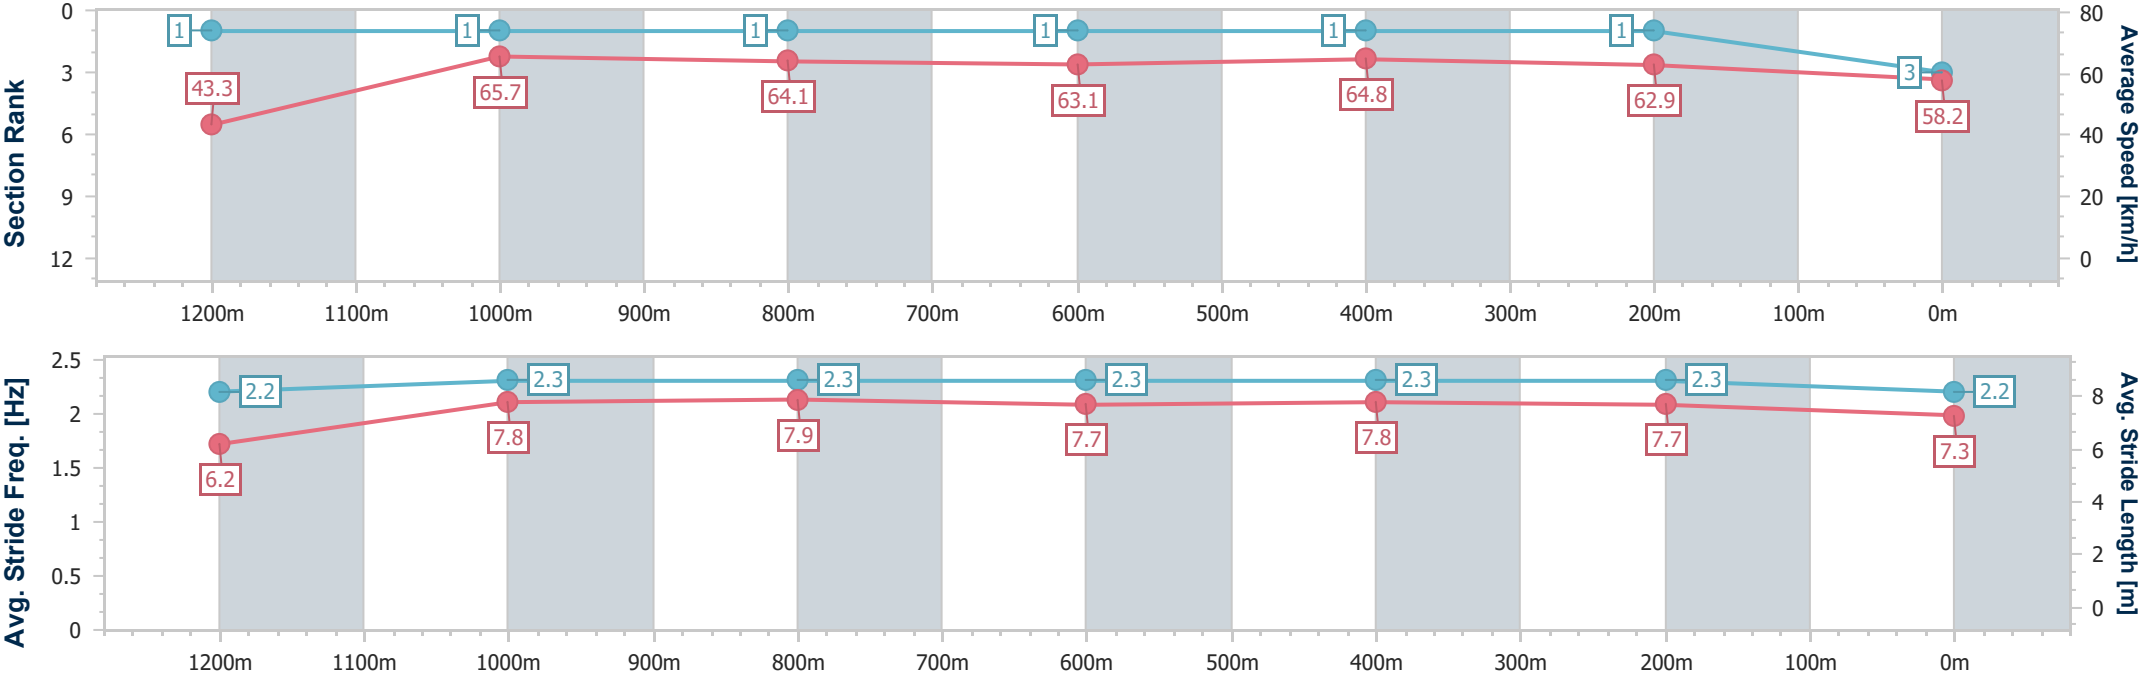 Section Rank
0
3
6
9
12
1 1 1 1 1 1 3
43.3 65.7 64.1 63.1 64.8 62.9 58.2
80
60
40
20
0
Average Speed [km/h]
1200m 1100m 1000m 900m 800m 700m 600m 500m 400m 300m 200m 100m 0m
Avg. Stride Freq. [Hz]
2.5
2
1.5
1
0.5
0
2.2 2.3 2.3 2.3 2.3 2.3 2.2
6.2 7.8 7.9 7.7 7.8 7.7 7.3
8
6
4
2
0
Avg. Stride Length [m]
1200m 1100m 1000m 900m 800m 700m 600m 500m 400m 300m 200m 100m 0m